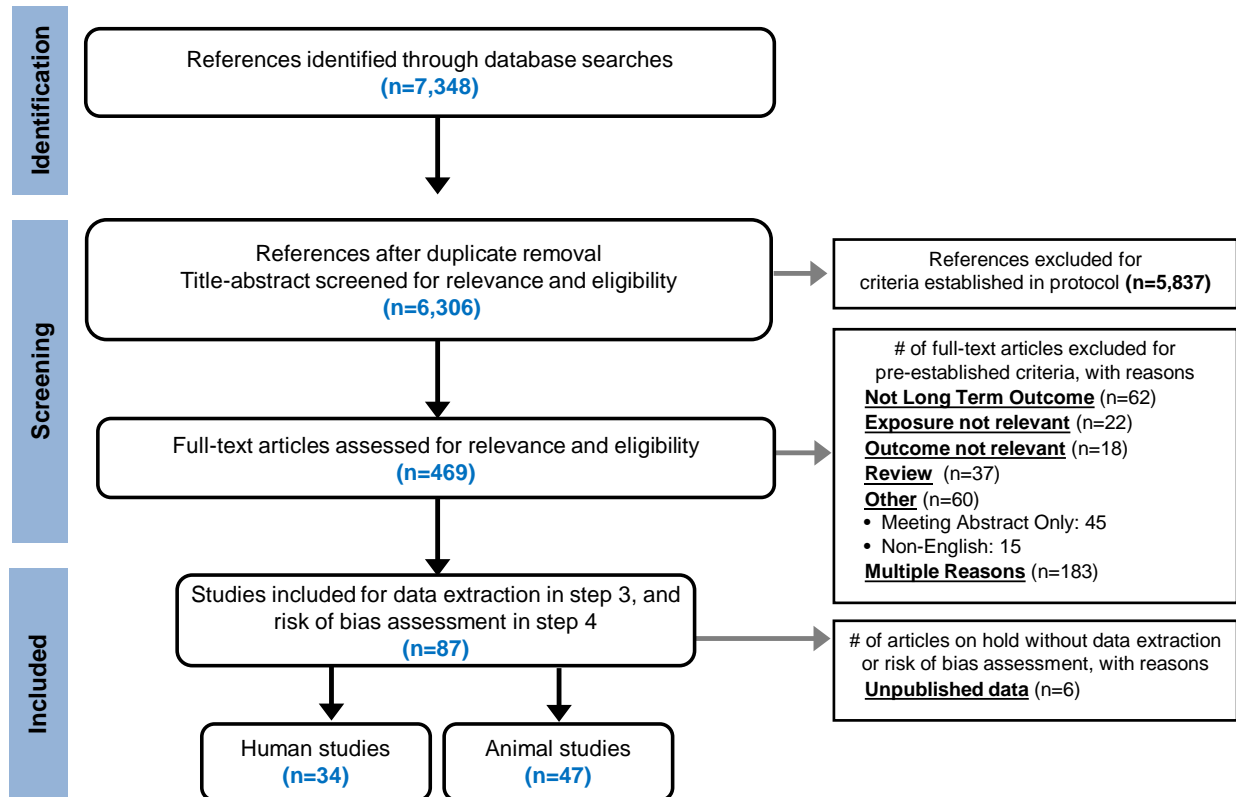 Identification
References identified through database searches
(n=7,348)
Screening
References after duplicate removal
Title-abstract screened for relevance and eligibility
(n=6,306)
References excluded for
criteria established in protocol (n=5,837)
Full-text articles assessed for relevance and eligibility
(n=469)
# of full-text articles excluded for
pre-established criteria, with reasons
Not Long Term Outcome (n=62)
Exposure not relevant (n=22)
Outcome not relevant (n=18)
Review (n=37)
Other (n=60)
• Meeting Abstract Only: 45
• Non-English: 15
Multiple Reasons (n=183)
Included
Studies included for data extraction in step 3, and
risk of bias assessment in step 4
(n=87)
# of articles on hold without data extraction
or risk of bias assessment, with reasons
Unpublished data (n=6)
Human studies
(n=34)
Animal studies
(n=47)